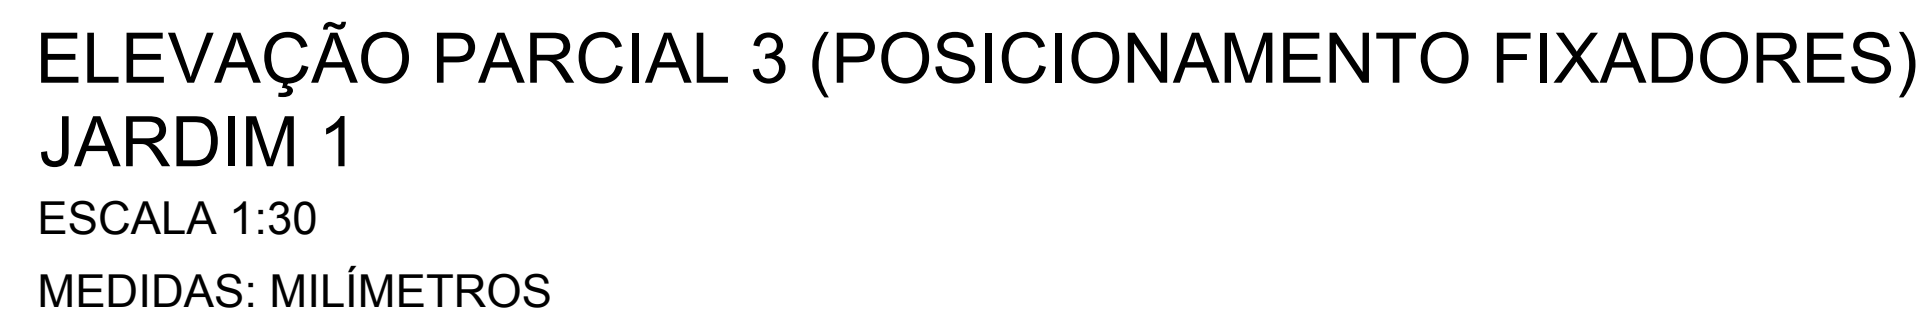 ELEVAÇÃO PARCIAL 3 (POSICIONAMENTO FIXADORES)
JARDIM 1
ESCALA 1:30
MEDIDAS: MILÍMETROS